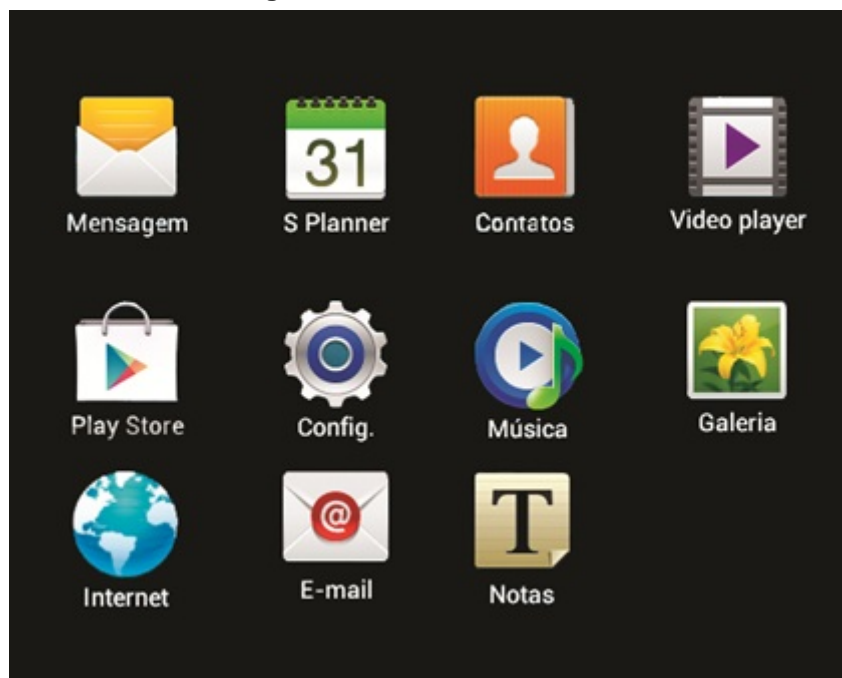 31
Mensagem
S Planner
Contatos
Video player
Play Store
Config.
Música
Galeria
@
T
Internet
E-mail
Notas